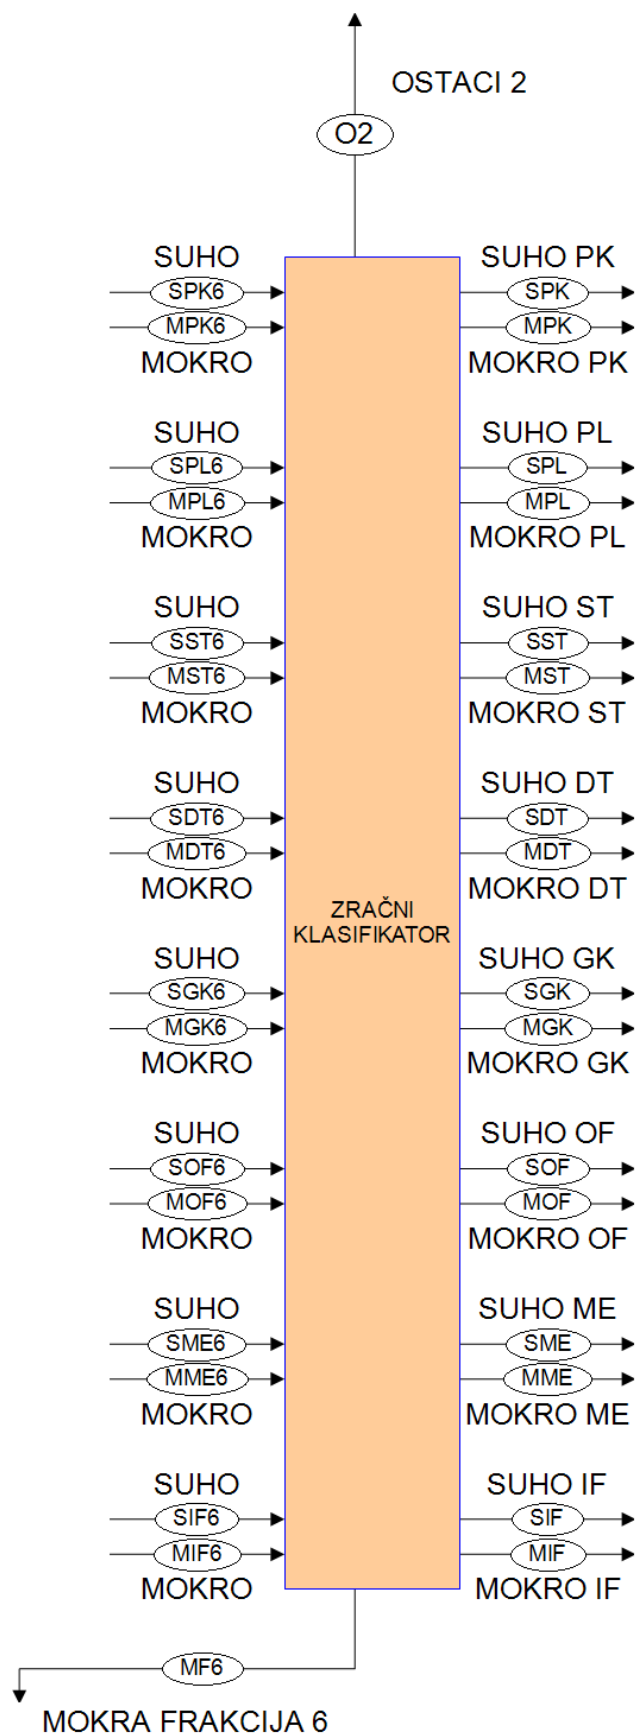 OSTACI 2
O2
SUHO SUHO PK
SPK6 SPK
MPK6 MPK
MOKRO MOKRO PK
SUHO SUHO PL
SPL6 SPL
MPL6 MPL
MOKRO MOKRO PL
SUHO SUHO ST
SST6 SST
MST6 MST
MOKRO MOKRO ST
SUHO SUHO DT
SDT6 SDT
MDT6 MDT
MOKRO MOKRO DT
ZRAČNI
KLASIFIKATOR
SUHO SUHO GK
SGK6 SGK
MGK6 MGK
MOKRO MOKRO GK
SUHO SUHO OF
SOF6 SOF
MOF6 MOF
MOKRO MOKRO OF
SUHO SUHO ME
SME6 SME
MME6 MME
MOKRO MOKRO ME
SUHO SUHO IF
SIF6 SIF
MIF6 MIF
MOKRO MOKRO IF
MF6
MOKRA FRAKCIJA 6